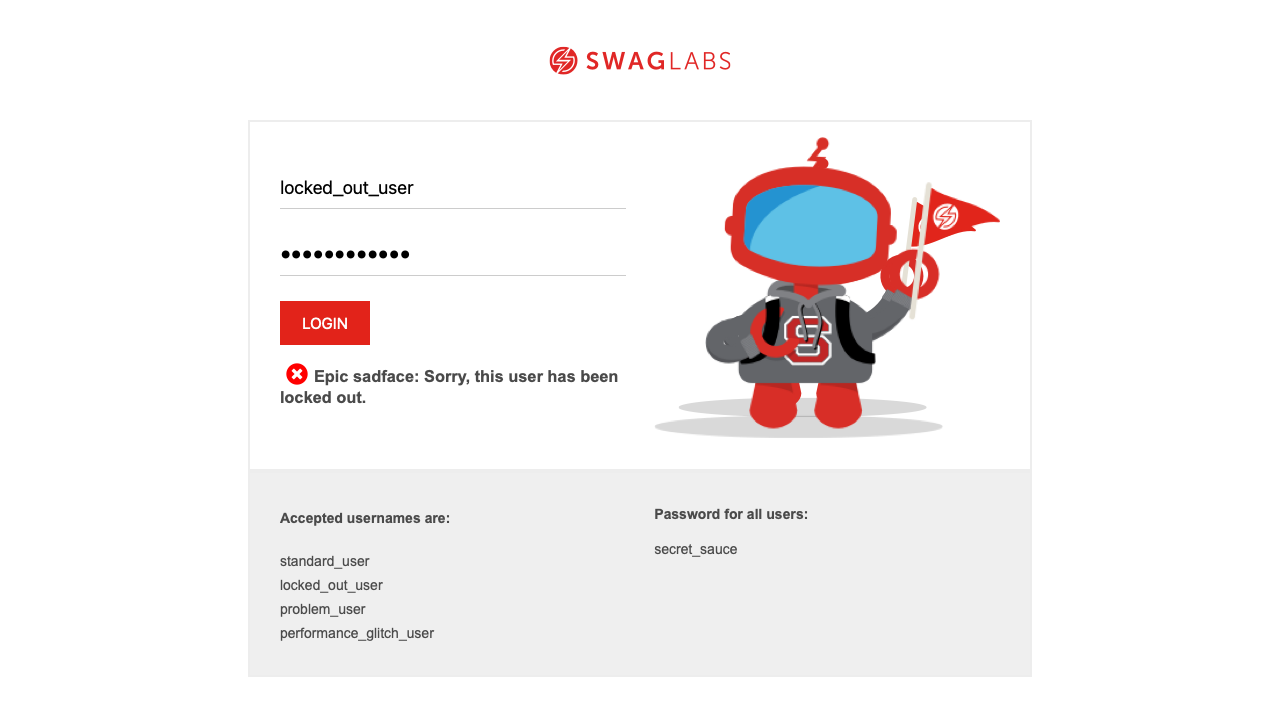 SWAGLABS
locked_out_user
●●●●●●●●●●●●
LOGIN
Epic sadface: Sorry, this user has been
locked out.
Accepted usernames are:
standard_user
locked_out_user
problem_user
performance_glitch_user
Password for all users:
secret_sauce
S